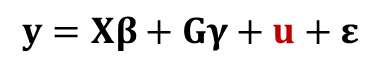 y = Xβ + Gγ + u + ε